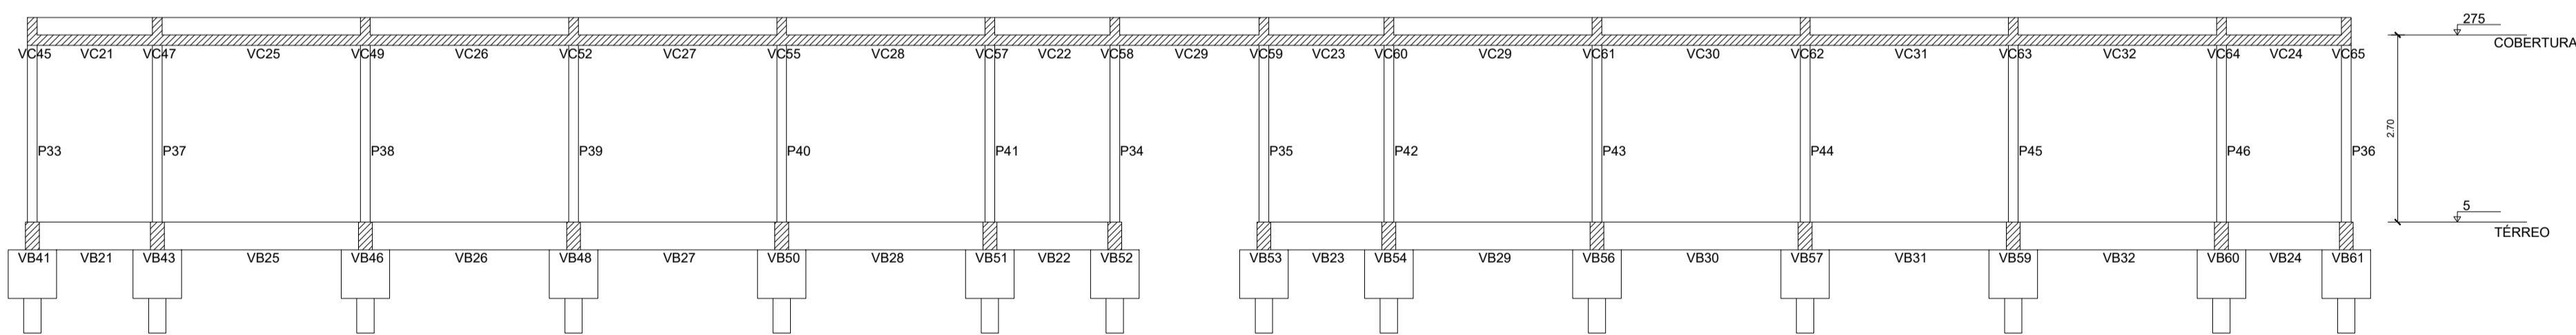 275
COBERTURA
VC45 VC21 VC47 VC25 VC49 VC26 VC52 VC27 VC55 VC28 VC57 VC22 VC58 VC29 VC59 VC23 VC60 VC29 VC61 VC30 VC62 VC31 VC63 VC32 VC64 VC24 VC65
2.70
P33 P37 P38 P39 P40 P41 P34 P35 P42 P43 P44 P45 P46 P36
5
TÉRREO
VB41 VB21 VB43 VB25 VB46 VB26 VB48 VB27 VB50 VB28 VB51 VB22 VB52 VB53 VB23 VB54 VB29 VB56 VB30 VB57 VB31 VB59 VB32 VB60 VB24 VB61